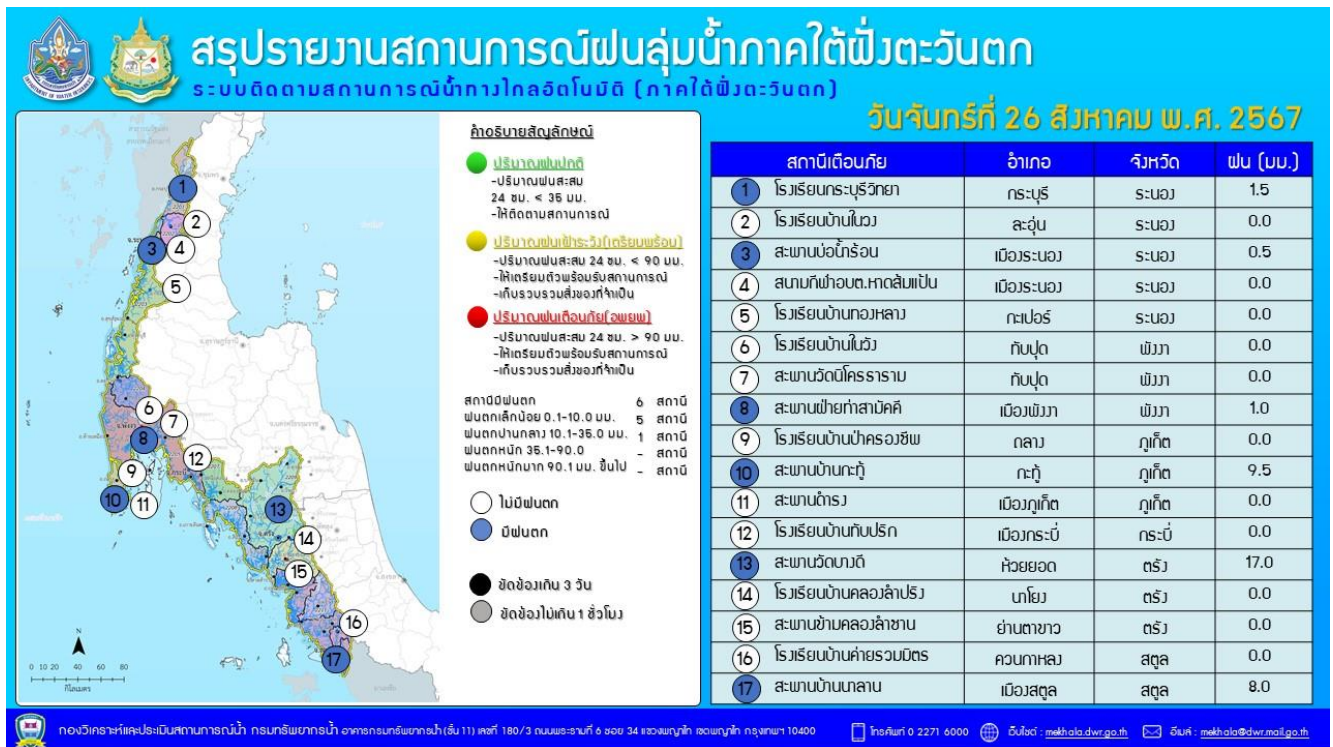 สรุปรายงานสถานการณ์ฝนลุ่มน้ำภาคใต้ฝั่งตะวันตก
ระบบติดตามสถานการณ์น้ำทางไกลอัตโนมัติ (ภาคใต้ฝั่งตะวันตก)
วันจันทร์ที่ 26 สิงหาคม พ.ศ. 2567
คำอธิบายสัญลักษณ์
ปริมาณฝนปกติ
-ปริมาณฝนสะสม
24 ชม. < 35 มม.
-ให้ติดตามสถานการณ์
ปริมาณฝนเฝ้าระวัง(เตรียมพร้อม)
-ปริมาณฝนสะสม 24 ชม. < 90 มม.
-ให้เตรียมตัวพร้อมรับสถานการณ์
-เก็บรวบรวมสิ่งของที่จำเป็น
ปริมาณฝนเตือนภัย(อพยพ)
-ปริมาณฝนสะสม 24 ชม. > 90 มม.
-ให้เตรียมตัวพร้อมรับสถานการณ์
-เก็บรวบรวมสิ่งของที่จำเป็น
สถานีมีฝนตก 6 สถานี
ฝนตกเล็กน้อย 0.1-10.0 มม. 5 สถานี
ฝนตกปานกลาง 10.1-35.0 มม. 1 สถานี
ฝนตกหนัก 35.1-90.0 - สถานี
ฝนตกหนักมาก 90.1 มม. ขึ้นไป - สถานี
ไม่มีฝนตก
มีฝนตก
ขัดข้องเกิน 3 วัน
ขัดข้องไม่เกิน 1 ชั่วโมง
1
2
3 4
5
6
7
8
12
9
10 11
13
14
15
16
17
N
0 10 20 40 60 80
กิโลเมตร
สถานีเตือนภัย อำเภอ จังหวัด ฝน (มม.)
1 โรงเรียนกระบุรีวิทยา กระบุรี ระนอง 1.5
2 โรงเรียนบ้านในวง ละอุ่น ระนอง 0.0
3 สะพานบ่อน้ำร้อน เมืองระนอง ระนอง 0.5
4 สนามกีฬาอบต.หาดส้มแป้น เมืองระนอง ระนอง 0.0
5 โรงเรียนบ้านทองหลาง กะเปอร์ ระนอง 0.0
6 โรงเรียนบ้านในวัง ทับปุด พังงา 0.0
7 สะพานวัดนิโครธาราม ทับปุด พังงา 0.0
8 สะพานฝ่ายท่าสามัคคี เมืองพังงา พังงา 1.0
9 โรงเรียนบ้านป่าครองชีพ ถลาง ภูเก็ต 0.0
10 สะพานบ้านกะทู้ กะทู้ ภูเก็ต 9.5
11 สะพานดำรง เมืองภูเก็ต ภูเก็ต 0.0
12 โรงเรียนบ้านทับปริก เมืองกระบี่ กระบี่ 0.0
13 สะพานวัดบางดี ห้วยยอด ตรัง 17.0
14 โรงเรียนบ้านคลองลำปริง นาโยง ตรัง 0.0
15 สะพานข้ามคลองลำชาน ย่านตาขาว ตรัง 0.0
16 โรงเรียนบ้านค่ายรวมมิตร ควนกาหลง สตูล 0.0
17 สะพานบ้านนาลาน เมืองสตูล สตูล 8.0
กองวิเคราะห์และประเมินสถานการณ์น้ำ กรมทรัพยากรน้ำ อาคารกรมทรัพยากรน้ำ (ชั้น 11) เลขที่ 180/3 ถนนพระรามที่ 6 ซอย 34 แขวงพญาไท เขตพญาไท กรุงเทพฯ 10400 โทรศัพท์ 0 2271 6000 เว็บไซต์ : mekhala.dwr.go.th อีเมล์ : mekhala@dwr.mail.go.th